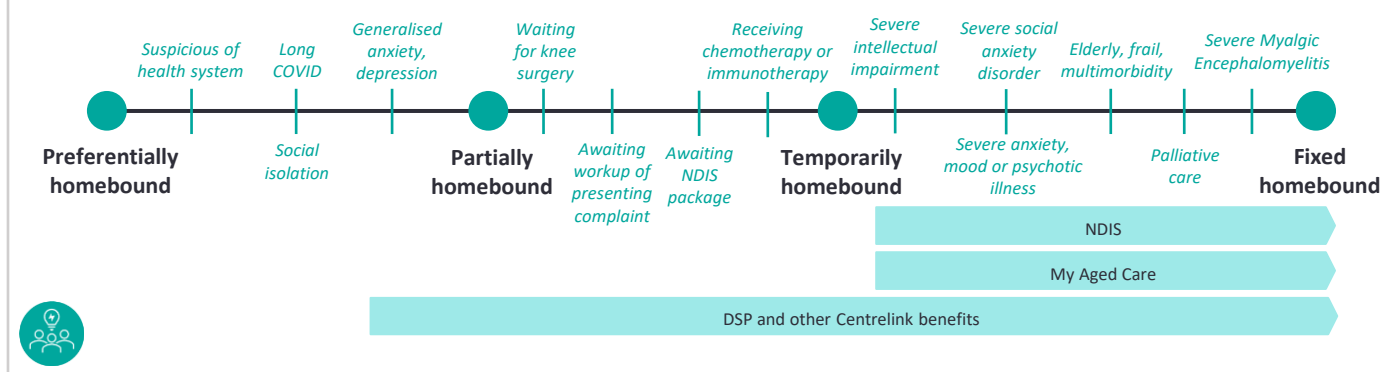 Suspicious of
health system
Long
COVID
Generalised
anxiety,
depression
Waiting
for knee
surgery
Receiving
chemotherapy or
immunotherapy
Severe
intellectual
impairment
Severe social
anxiety
disorder
Elderly, frail,
multimorbidity
Severe Myalgic
Encephalomyelitis
Preferentially
homebound
Social
isolation
Partially
homebound
Awaiting
workup of
presenting
complaint
Awaiting
NDIS
package
Temporarily
homebound
Severe anxiety,
mood or psychotic
illness
Palliative
care
Fixed
homebound
NDIS
My Aged Care
DSP and other Centrelink benefits